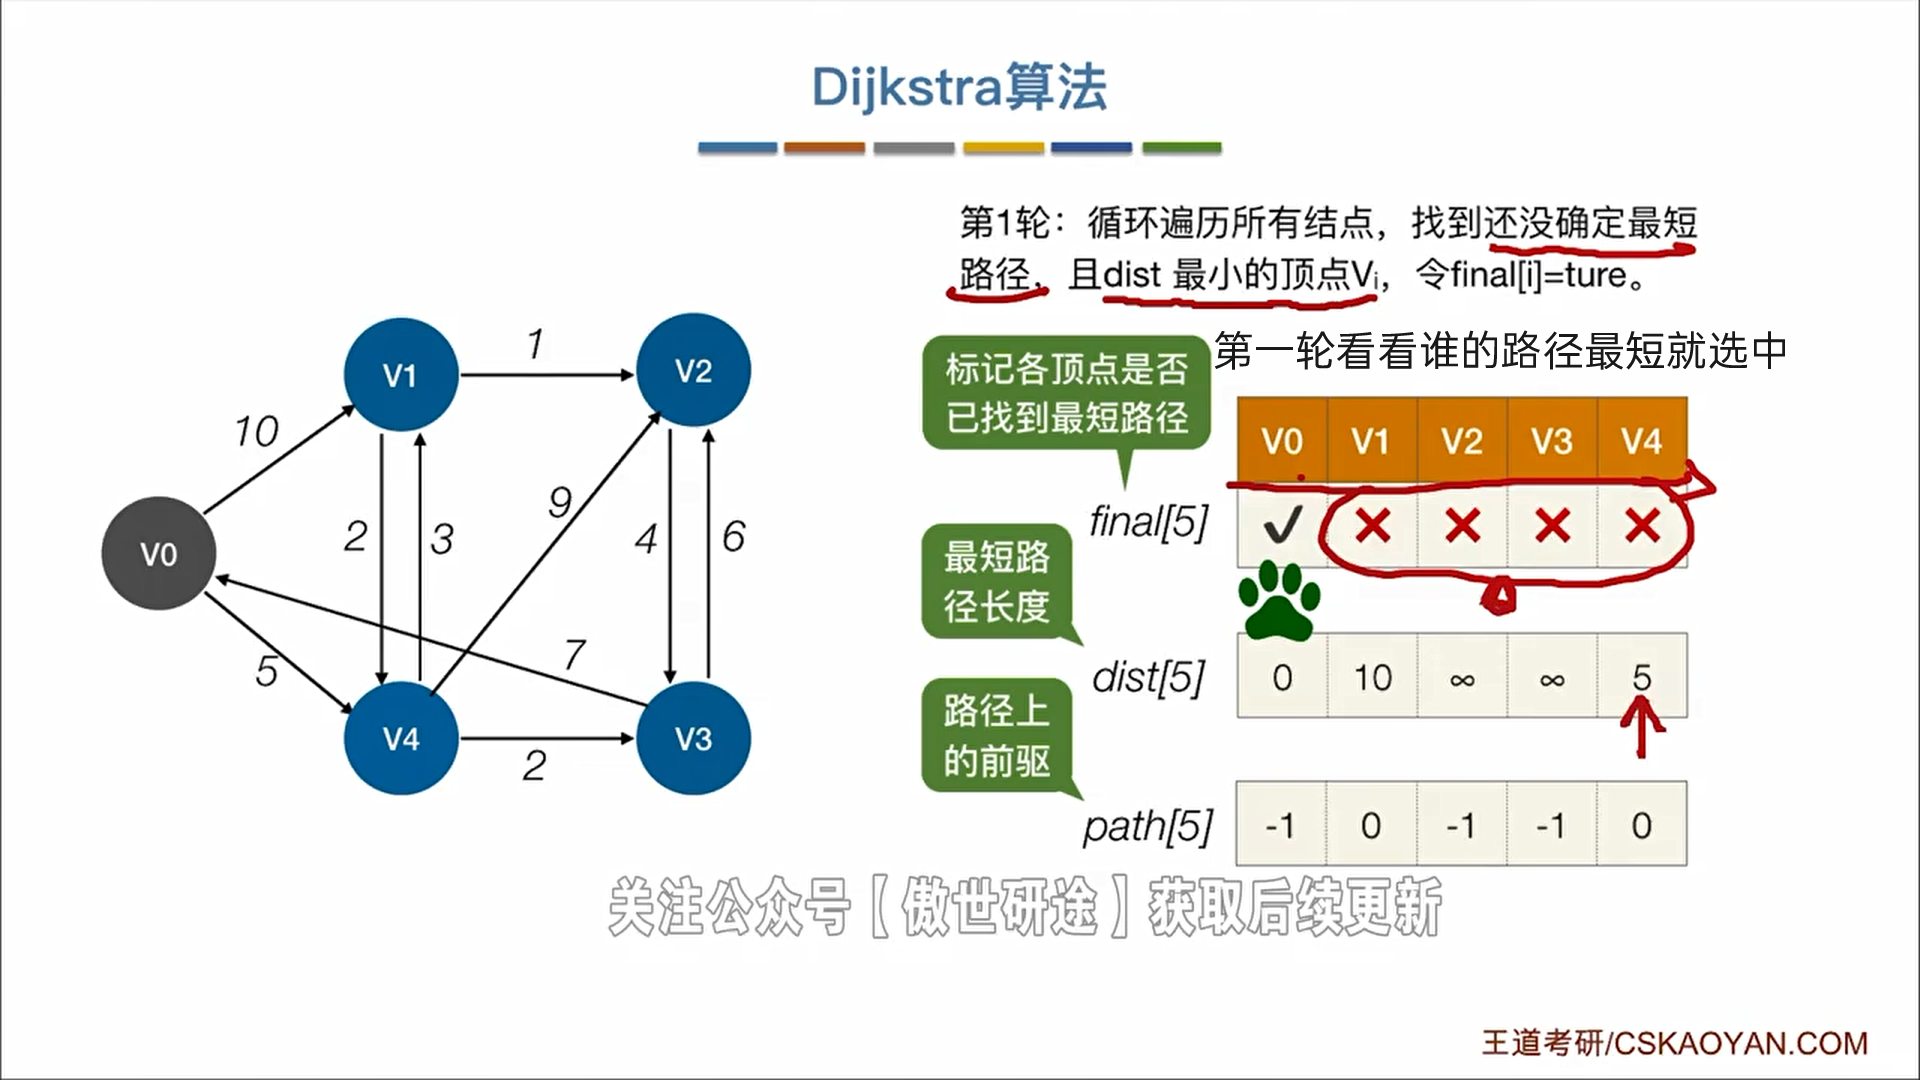 Dijkstra算法
第1轮：循环遍历所有结点，找到还没确定最短
路径，且dist 最小的顶点Vi，令final[i]=ture。
第一轮看看谁的路径最短就选中
标记各顶点是否
已找到最短路径
V0 V1 V2 V3 V4
final[5]
最短路
径长度
dist[5] 0 10 ∞ ∞ 5
路径上
的前驱
path[5] -1 0 -1 -1 0
V1 1 V2
10
2 3 9 4 6
V0
5 7
V4 2 V3
关注公众号【傲世研途】获取后续更新
王道考研/CSKAOYAN.COM